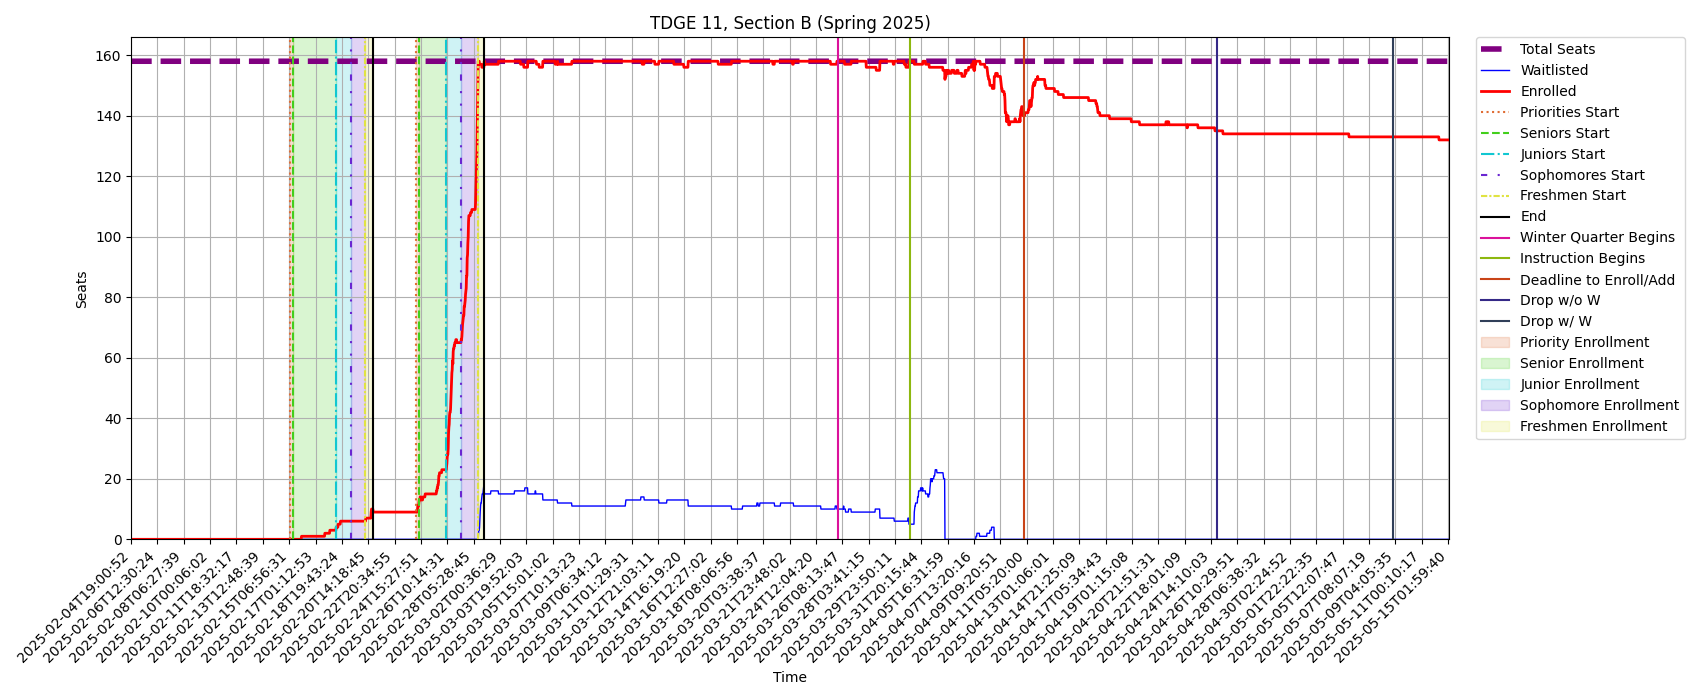 TDGE 11, Section B (Spring 2025)
Seats
160
140
120
100
80
60
40
20
0
2025-02-04T19:00:52
2025-02-06T12:30:24
2025-02-08T06:27:39
2025-02-10T00:06:02
2025-02-11T18:32:17
2025-02-13T12:48:39
2025-02-15T06:56:31
2025-02-17T01:12:53
2025-02-18T19:43:24
2025-02-20T14:18:45
2025-02-22T20:34:55
2025-02-24T15:27:51
2025-02-26T10:14:31
2025-02-28T05:28:45
2025-03-02T00:36:29
2025-03-03T19:52:03
2025-03-05T15:01:02
2025-03-07T10:13:23
2025-03-09T06:34:12
2025-03-11T01:29:31
2025-03-12T21:03:11
2025-03-14T16:19:20
2025-03-16T12:27:02
2025-03-18T08:06:56
2025-03-20T03:38:37
2025-03-21T23:48:02
2025-03-24T12:04:20
2025-03-26T08:13:47
2025-03-28T03:41:15
2025-03-29T23:50:11
2025-03-31T20:15:44
2025-04-05T16:31:59
2025-04-07T13:20:16
2025-04-09T09:20:51
2025-04-11T05:20:00
2025-04-13T01:06:01
2025-04-14T21:25:09
2025-04-17T05:34:43
2025-04-19T01:15:08
2025-04-20T21:51:31
2025-04-22T18:01:09
2025-04-24T14:10:03
2025-04-26T10:29:51
2025-04-28T06:38:32
2025-04-30T02:24:52
2025-05-01T22:22:35
2025-05-05T12:07:47
2025-05-07T08:07:19
2025-05-09T04:05:35
2025-05-11T00:10:17
2025-05-15T01:59:40
Time
Total Seats
Waitlisted
Enrolled
Priorities Start
Seniors Start
Juniors Start
Sophomores Start
Freshmen Start
End
Winter Quarter Begins
Instruction Begins
Deadline to Enroll/Add
Drop w/o W
Drop w/ W
Priority Enrollment
Senior Enrollment
Junior Enrollment
Sophomore Enrollment
Freshmen Enrollment